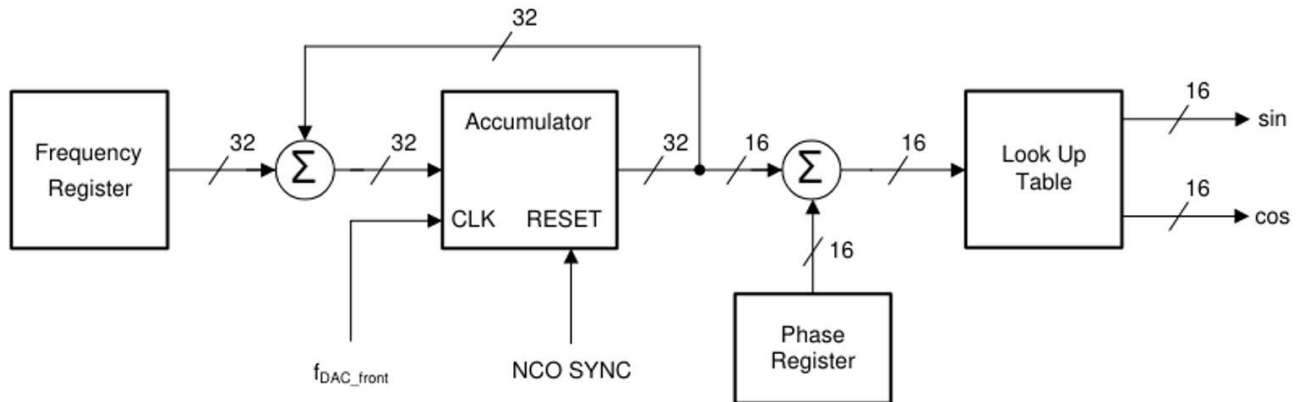 32
Accumulator
Frequency
Register
32
Σ
32
32
16
Σ
16
Look Up
Table
16
sin
16
cos
CLK
RESET
16
Phase
Register
fDAC_front
NCO SYNC